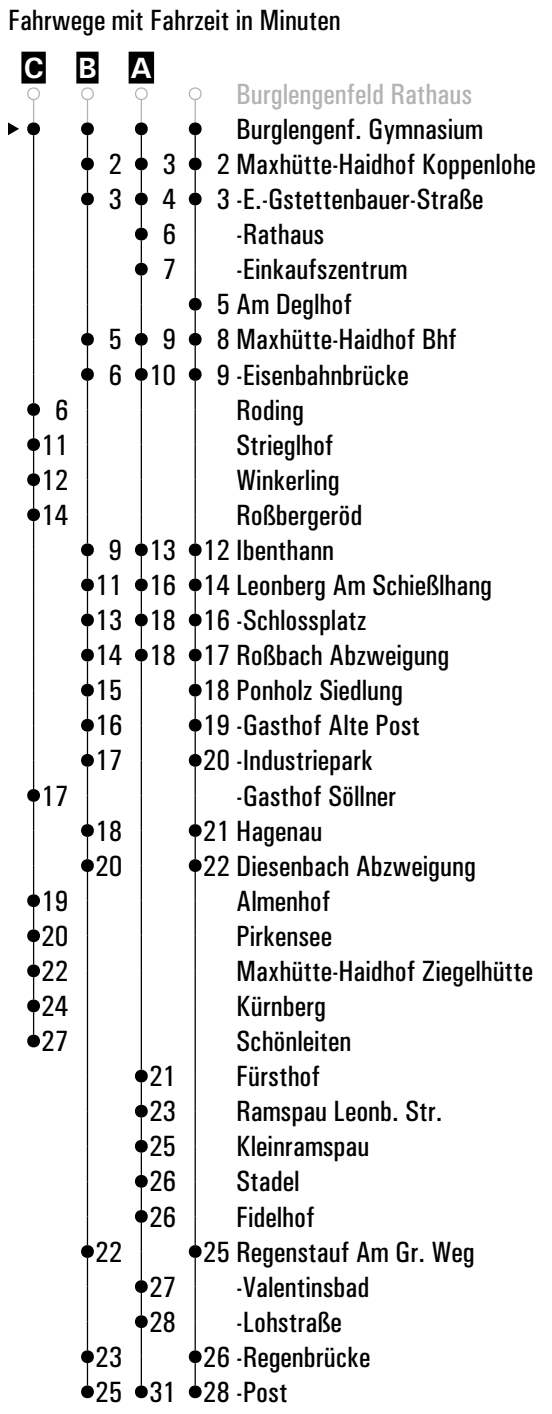 Fahrwege mit Fahrzeit in Minuten
C B A
Burglengenfeld Rathaus
Burglengenf. Gymnasium
2 3 2 Maxhütte-Haidhof Koppenlohe
3 4 3 -E.-Gstettenbauer-Straße
6 -Rathaus
7 -Einkaufszentrum
5 Am Deglhof
5 9 8 Maxhütte-Haidhof Bhf
6 10 9 -Eisenbahnbrücke
6 Roding
11 Strieglhof
12 Winkerling
14 Roßbergeröd
9 13 12 Ibenthann
11 16 14 Leonberg Am Schießlhang
13 18 16 -Schlossplatz
14 18 17 Roßbach Abzweigung
15 18 Ponholz Siedlung
16 19 -Gasthof Alte Post
17 20 -Industriepark
17 -Gasthof Söllner
18 21 Hagenau
20 22 Diesenbach Abzweigung
19 Almenhof
20 Pirkensee
22 Maxhütte-Haidhof Ziegelhütte
24 Kürnberg
27 Schönleiten
21 Fürsthof
23 Ramspau Leonb. Str.
25 Kleinramspau
26 Stadel
26 Fidelhof
22 25 Regenstauf Am Gr. Weg
27 -Valentinsbad
28 -Lohstraße
23 26 -Regenbrücke
25 31 28 -Post